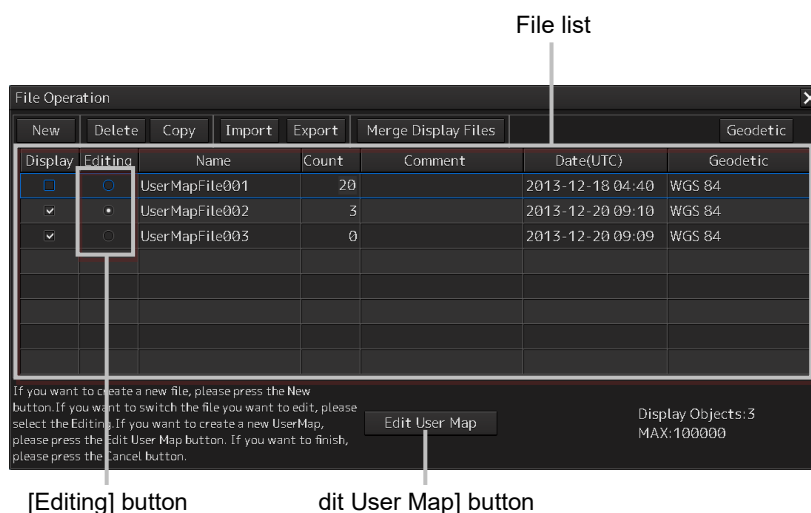 File list
File Operation
New Delete Copy Import Export Merge Display Files Geodetic
Display Editing Name Count Comment Date(UTC) Geodetic
UserMapFile001 20 2013-12-18 04:40 WGS 84
UserMapFile002 3 2013-12-20 09:10 WGS 84
UserMapFile003 0 2013-12-20 09:09 WGS 84
If you want to create a new file, please press the New
button.If you want to switch the file you want to edit, please
select the Editing.If you want to create a new UserMap,
please press the Edit User Map button. If you want to finish,
please press the Cancel button.
Edit User Map
Display Objects:3
MAX:100000
[Editing] button
dit User Map] button